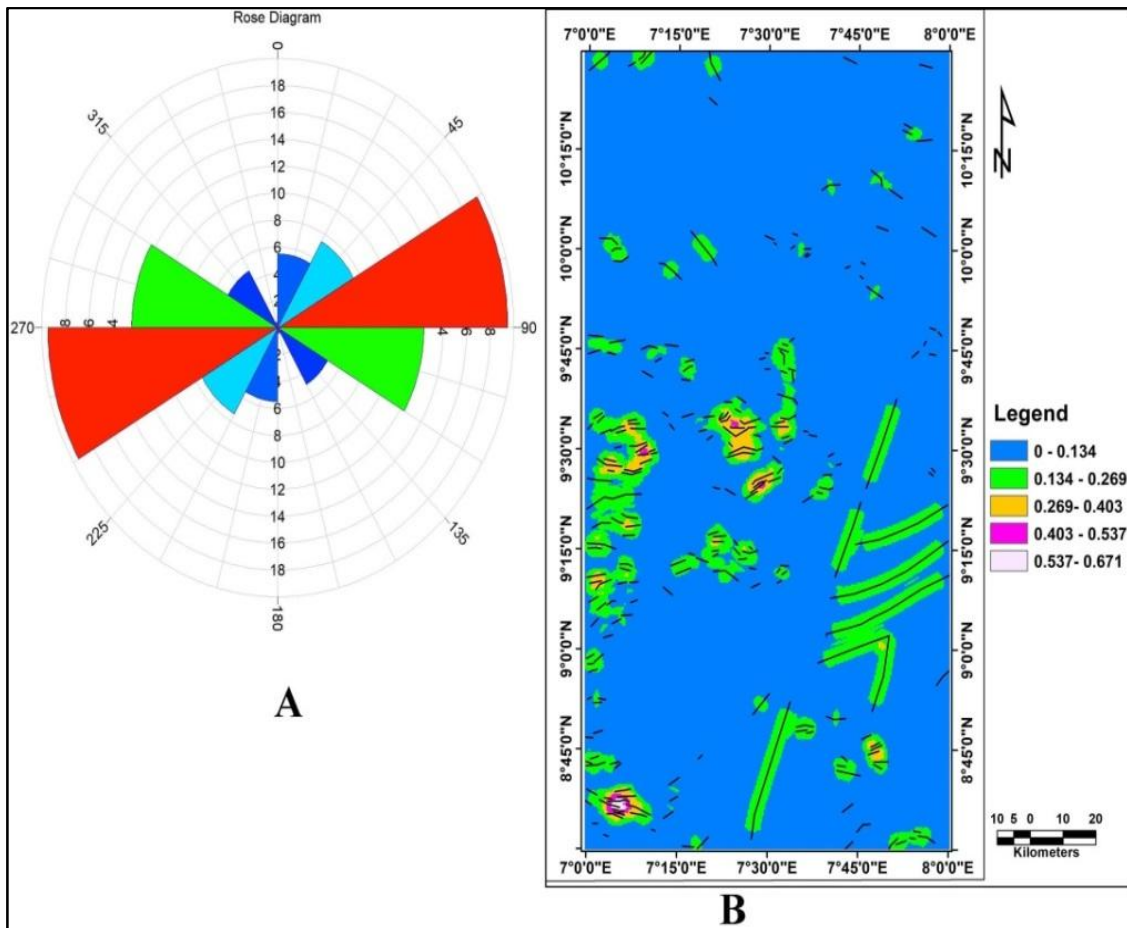 Rose Diagram
0
18
16
14
12
10
8
6
4
2
315
45
270
8 6 4
4 6 8
90
2
4
6
8
10
12
14
16
18
225
135
180
A
7°0'0"E 7°15'0"E 7°30'0"E 7°45'0"E 8°0'0"E
10°15'0"N
10°0'0"N
9°45'0"N
9°30'0"N
9°15'0"N
9°0'0"N
8°45'0"N
10°15'0"N
10°0'0"N
9°45'0"N
9°30'0"N
9°15'0"N
9°0'0"N
8°45'0"N
7°0'0"E 7°15'0"E 7°30'0"E 7°45'0"E 8°0'0"E
N
Legend
0 - 0.134
0.134 - 0.269
0.269- 0.403
0.403 - 0.537
0.537- 0.671
10 5 0 10 20
Kilometers
B